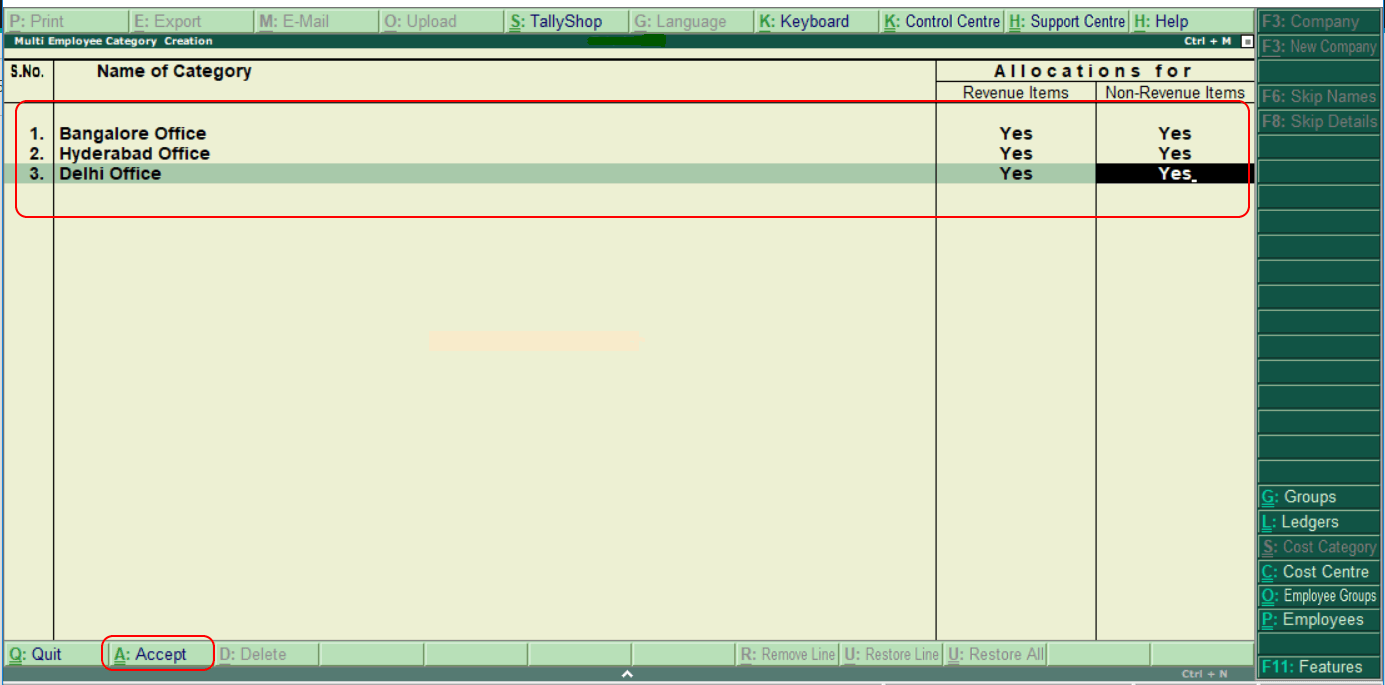 P: Print E: Export M: E-Mail O: Upload S: TallyShop G: Language K: Keyboard K: Control Centre H: Support Centre H: Help F3: Company
Multi Employee Category Creation Ctrl + M
F3: New Company
S.No. Name of Category Allocations for
Revenue Items Non-Revenue Items
F6: Skip Names
F8: Skip Details
1. Bangalore Office Yes Yes
2. Hyderabad Office Yes Yes
3. Delhi Office Yes Yes
G: Groups
L: Ledgers
S: Cost Category
C: Cost Centre
O: Employee Groups
P: Employees
Q: Quit A: Accept D: Delete R: Remove Line U: Restore Line U: Restore All
F11: Features
Ctrl + N